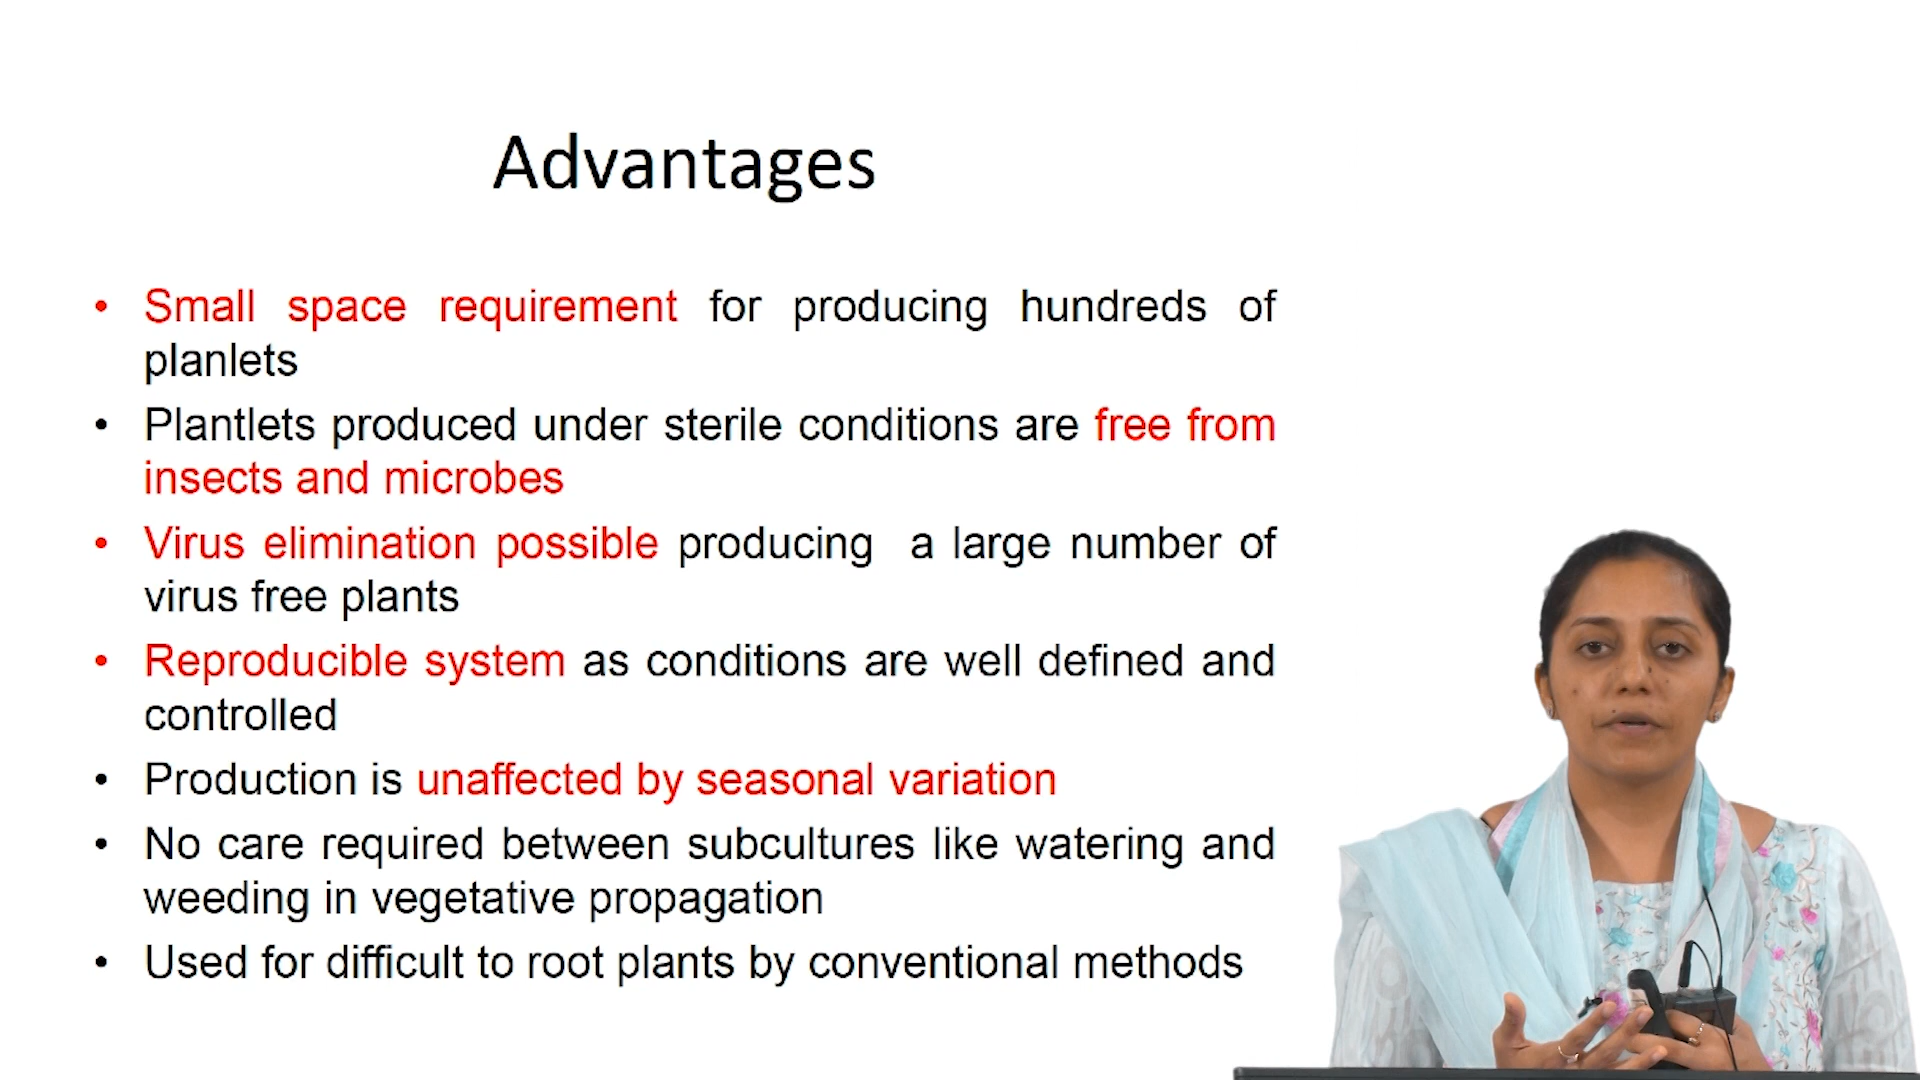 Advantages
• Small space requirement for producing hundreds of
planlets
• Plantlets produced under sterile conditions are free from
insects and microbes
• Virus elimination possible producing a large number of
virus free plants
• Reproducible system as conditions are well defined and
controlled
• Production is unaffected by seasonal variation
• No care required between subcultures like watering and
weeding in vegetative propagation
• Used for difficult to root plants by conventional methods